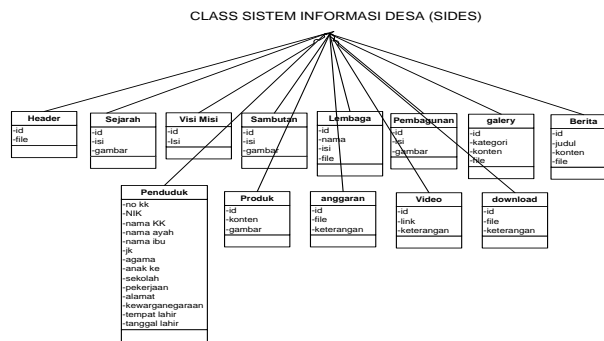 CLASS SISTEM INFORMASI DESA (SIDES)
Header
-id
-file
Sejarah
-id
-isi
-gambar
Visi Misi
-id
-Isi
Sambutan
-id
-isi
-gambar
Lembaga
-id
-nama
-isi
-file
Pembagunan
-id
-isi
-gambar
galery
-id
-kategori
-konten
-file
Berita
-id
-judul
-konten
-file
Penduduk
-no kk
-NIK
-nama KK
-nama ayah
-nama ibu
-jk
-agama
-anak ke
-sekolah
-pekerjaan
-alamat
-kewarganegaraan
-tempat lahir
-tanggal lahir
Produk
-id
-konten
-gambar
anggaran
-id
-file
-keterangan
Video
-id
-link
-keterangan
download
-id
-file
-keterangan